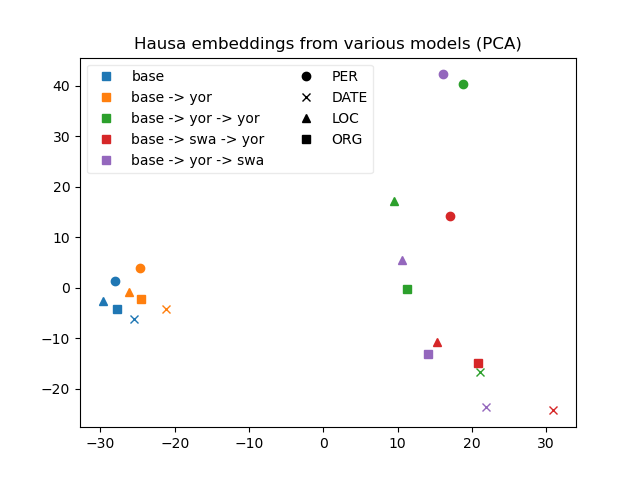 Hausa embeddings from various models (PCA)
base
base -> yor
base -> yor -> yor
base -> swa -> yor
base -> yor -> swa
PER
DATE
LOC
ORG
40
30
20
10
0
−10
−20
−30
−20
−10
0
10
20
30